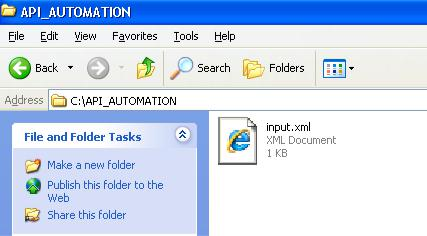 API_AUTOMATION
File Edit View Favorites Tools Help
Back Search Folders
Address C:\API_AUTOMATION
File and Folder Tasks
Make a new folder
Publish this folder to the
Web
Share this folder
input.xml
XML Document
1 KB